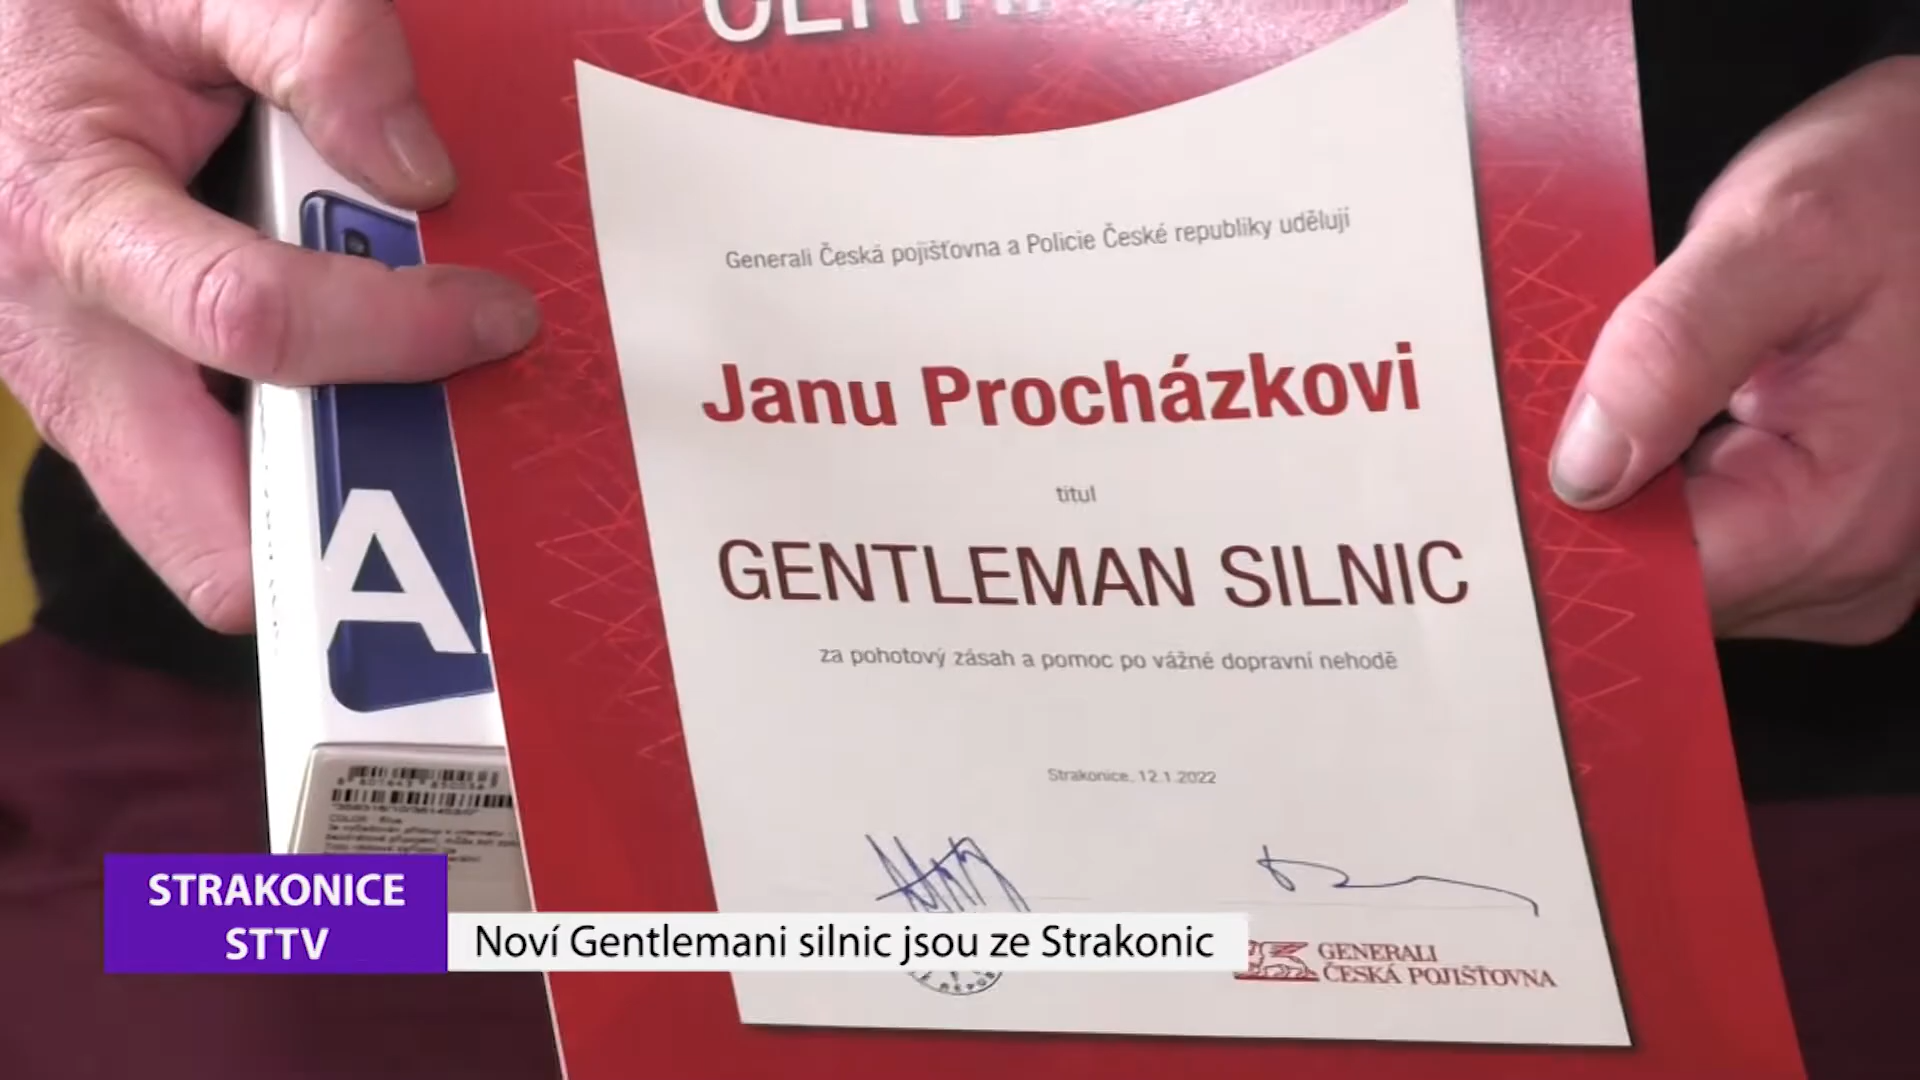 Generali Česká pojišťovna a Policie České republiky udělují
Janu Procházkovi
titul
GENTLEMAN SILNIC
za pohotový zásah a pomoc po vážné dopravní nehodě
Strakonice, 12.1.2022
A
GENERALI
ČESKÁ POJIŠŤOVNA
STRAKONICE
STTV
Noví Gentlemani silnic jsou ze Strakonic